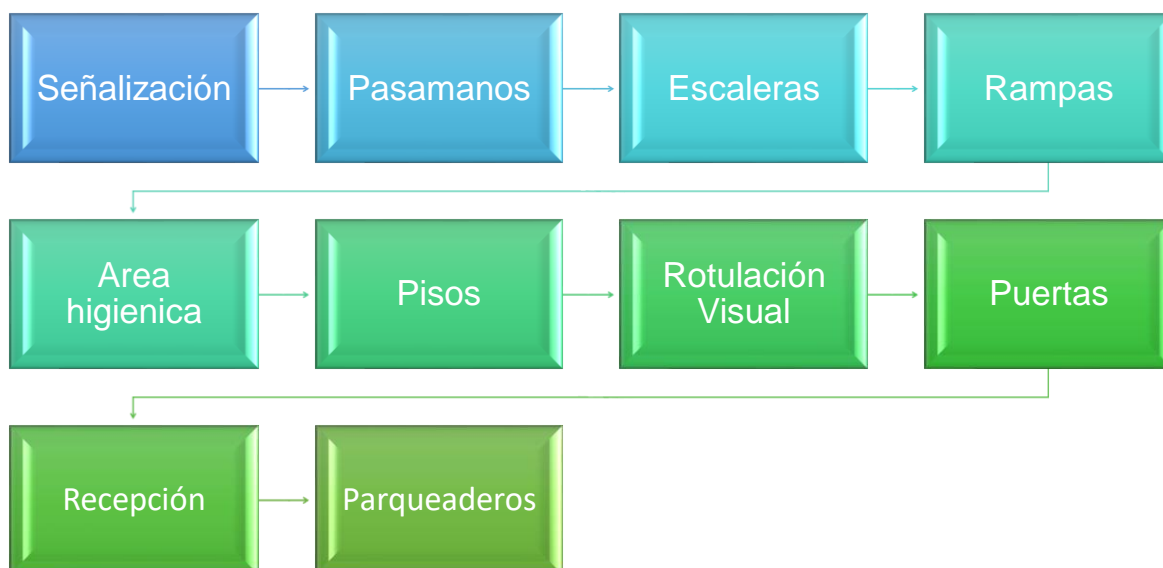 Señalización
Pasamanos
Escaleras
Rampas
Area
higienica
Pisos
Rotulación
Visual
Puertas
Recepción
Parqueaderos